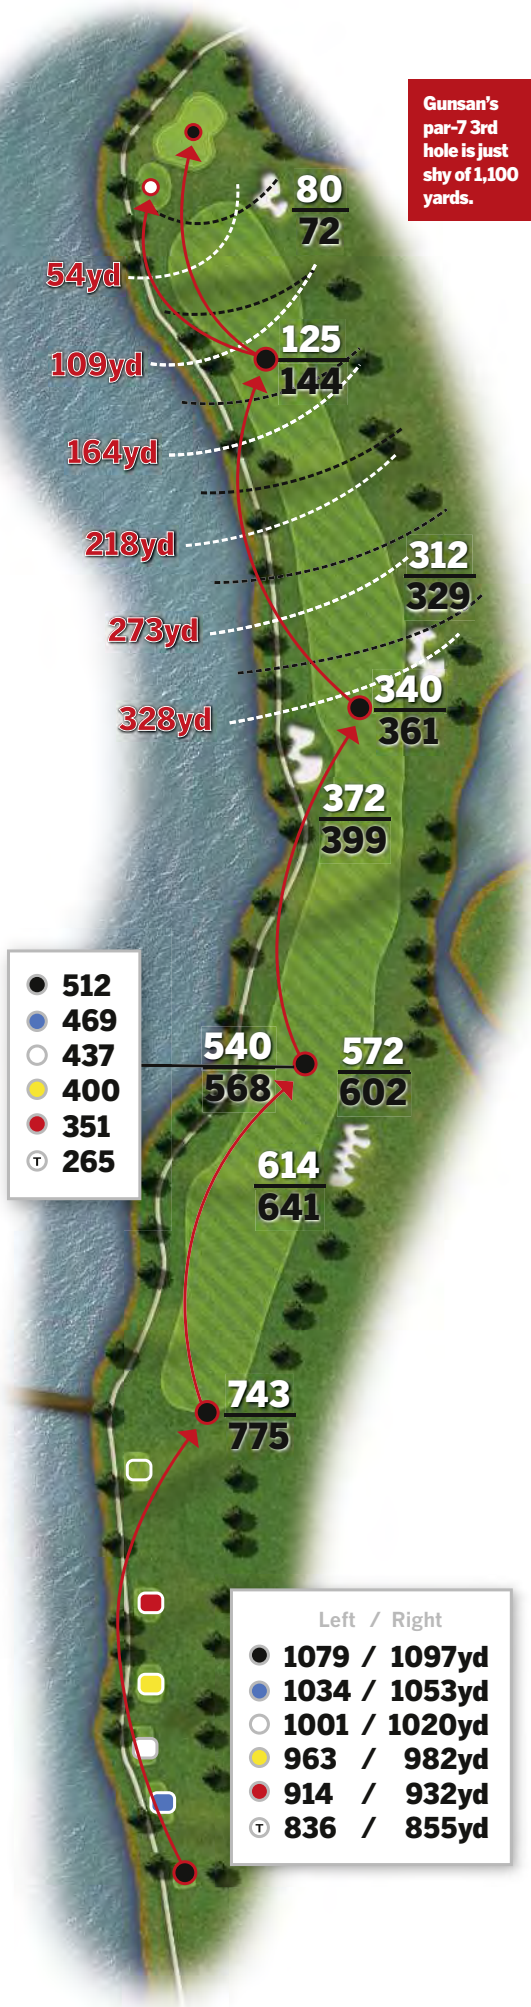 Gunsan's
par-7 3rd
hole is just
shy of 1,100
yards.
80
72
54yd
125
144
109yd
164yd
218yd
312
329
273yd
340
361
328yd
372
399
512
469
437
400
351
T 265
540
568
572
602
614
641
743
775
Left / Right
1079 / 1097yd
1034 / 1053yd
1001 / 1020yd
963 / 982yd
914 / 932yd
T 836 / 855yd